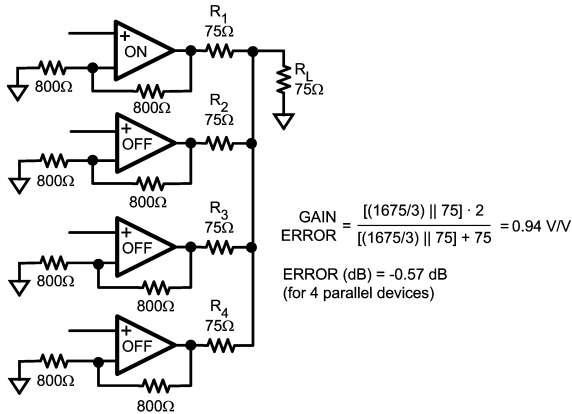 R1
75Ω
+
ON
RL
75Ω
800Ω
800Ω
R2
75Ω
+
OFF
800Ω
800Ω
R3
75Ω
+
OFF
800Ω
800Ω
R4
75Ω
+
OFF
800Ω
800Ω
GAIN ERROR = [(1675/3) || 75] · 2 / [(1675/3) || 75] + 75 = 0.94 V/V
ERROR (dB) = -0.57 dB
(for 4 parallel devices)